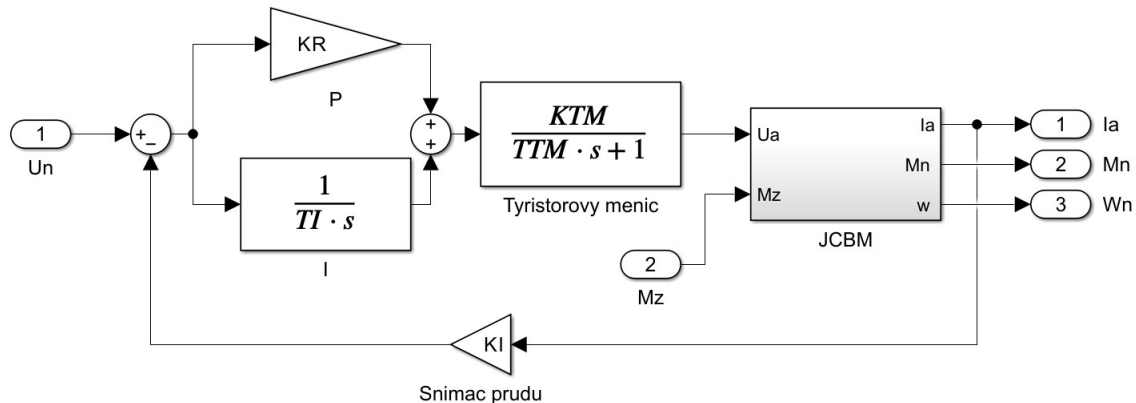 KR
P
1
Un
+
−
+
+
KTM
TTM · s + 1
Tyristorovy menic
Ua
Mz
Ia
Mn
w
JCBM
1
Ia
2
Mn
3
Wn
1
TI · s
I
2
Mz
KI
Snimac prudu